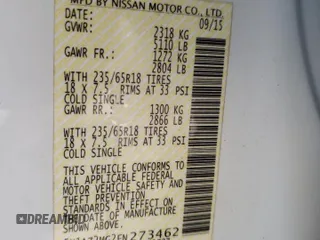 MFD BY NISSAN MOTOR CO., LTD
DATE: 09/15
GVWR: 2318 KG
5110 LB
GAWR FR.: 1272 KG
2804 LB
WITH 235/65R18 TIRES
18 X 7.5 RIMS AT 33 PSI
COLD SINGLE
GAWR RR.: 1300 KG
2866 LB
WITH 235/65R18 TIRES
18 X 7.5 RIMS AT 33 PSI
COLD SINGLE
THIS VEHICLE CONFORMS TO
ALL APPLICABLE FEDERAL
MOTOR VEHICLE SAFETY AND
THEFT PREVENTION
STANDARDS IN EFFECT ON
THE DATE OF MANUFACTURE
SHOWN ABOVE.
273462
DREAMBID